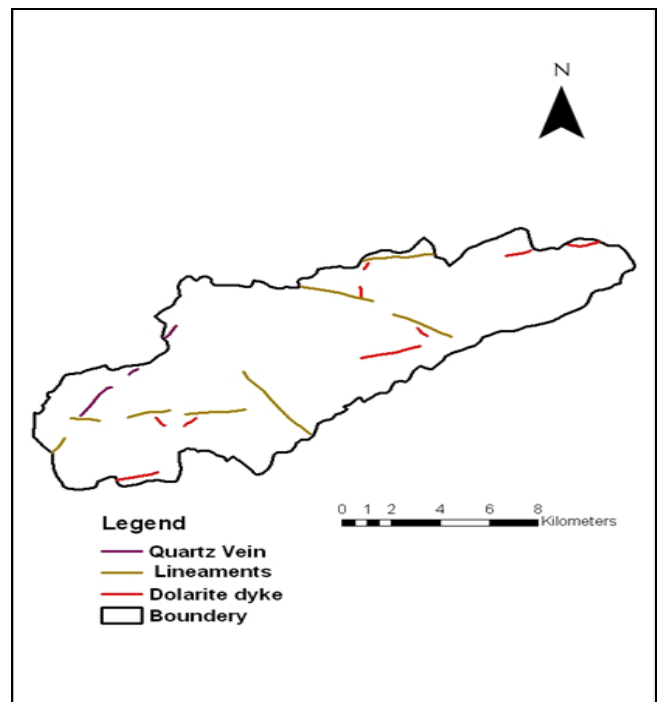 N
0 1 2 4 6 8
Kilometers
Legend
Quartz Vein
Lineaments
Dolarite dyke
Boundery